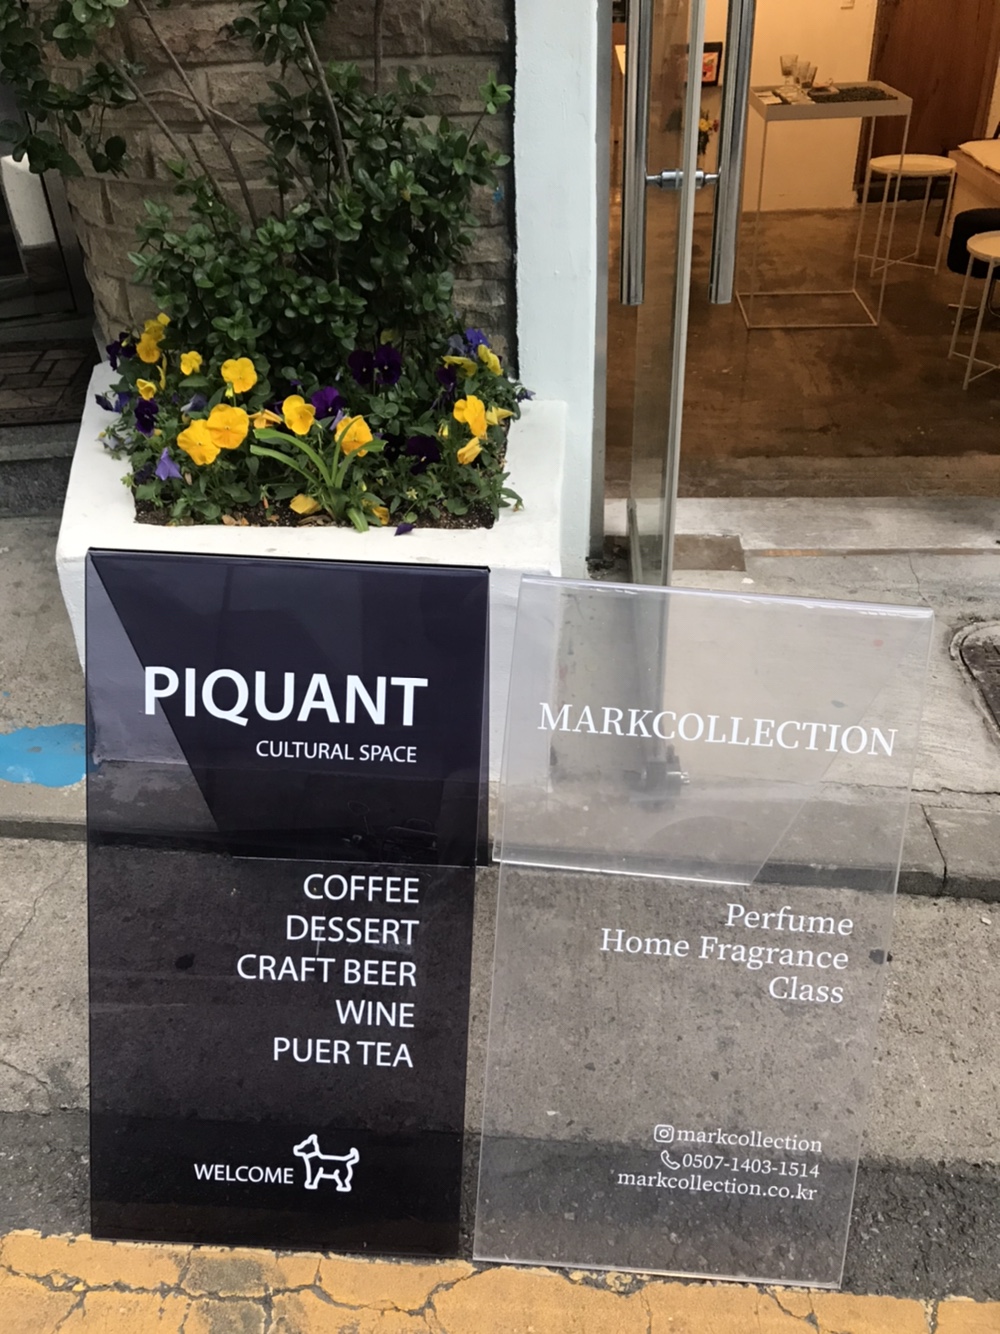 PIQUANT
CULTURAL SPACE
COFFEE
DESSERT
CRAFT BEER
WINE
PUER TEA
WELCOME
MARKCOLLECTION
Perfume
Home Fragrance
Class
markcollection
0507-1403-1514
markcollection.co.kr